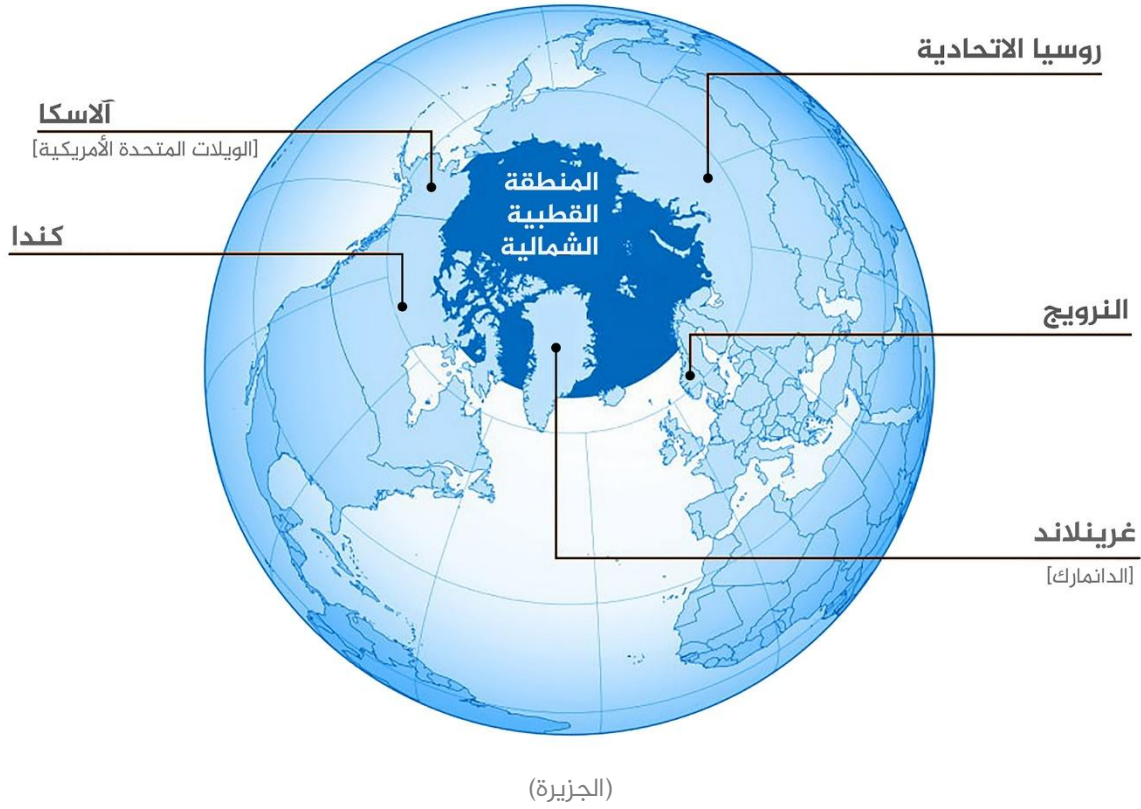 روسيا الاتحادية
آلاسكا
[الويلات المتحدة الأمريكية]
المنطقة
القطبية
الشمالية
كندا
النرويج
غرينلاند
[الدانمارك]
(الجزيرة)